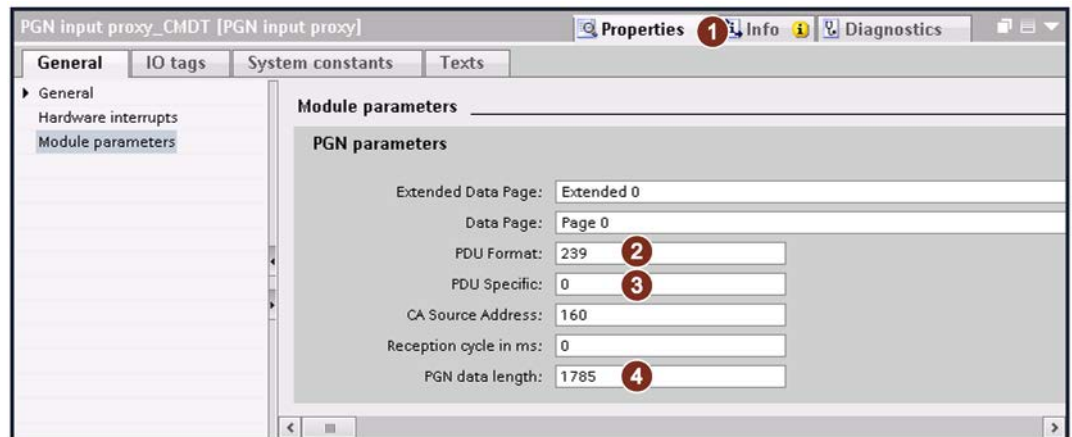 PGN input proxy_CMDT [PGN input proxy]
Properties 1 Info Diagnostics
General IO tags System constants Texts
General
Hardware interrupts
Module parameters
Module parameters
PGN parameters
Extended Data Page: Extended 0
Data Page: Page 0
PDU Format: 239 2
PDU Specific: 0 3
CA Source Address: 160
Reception cycle in ms: 0
PGN data length: 1785 4